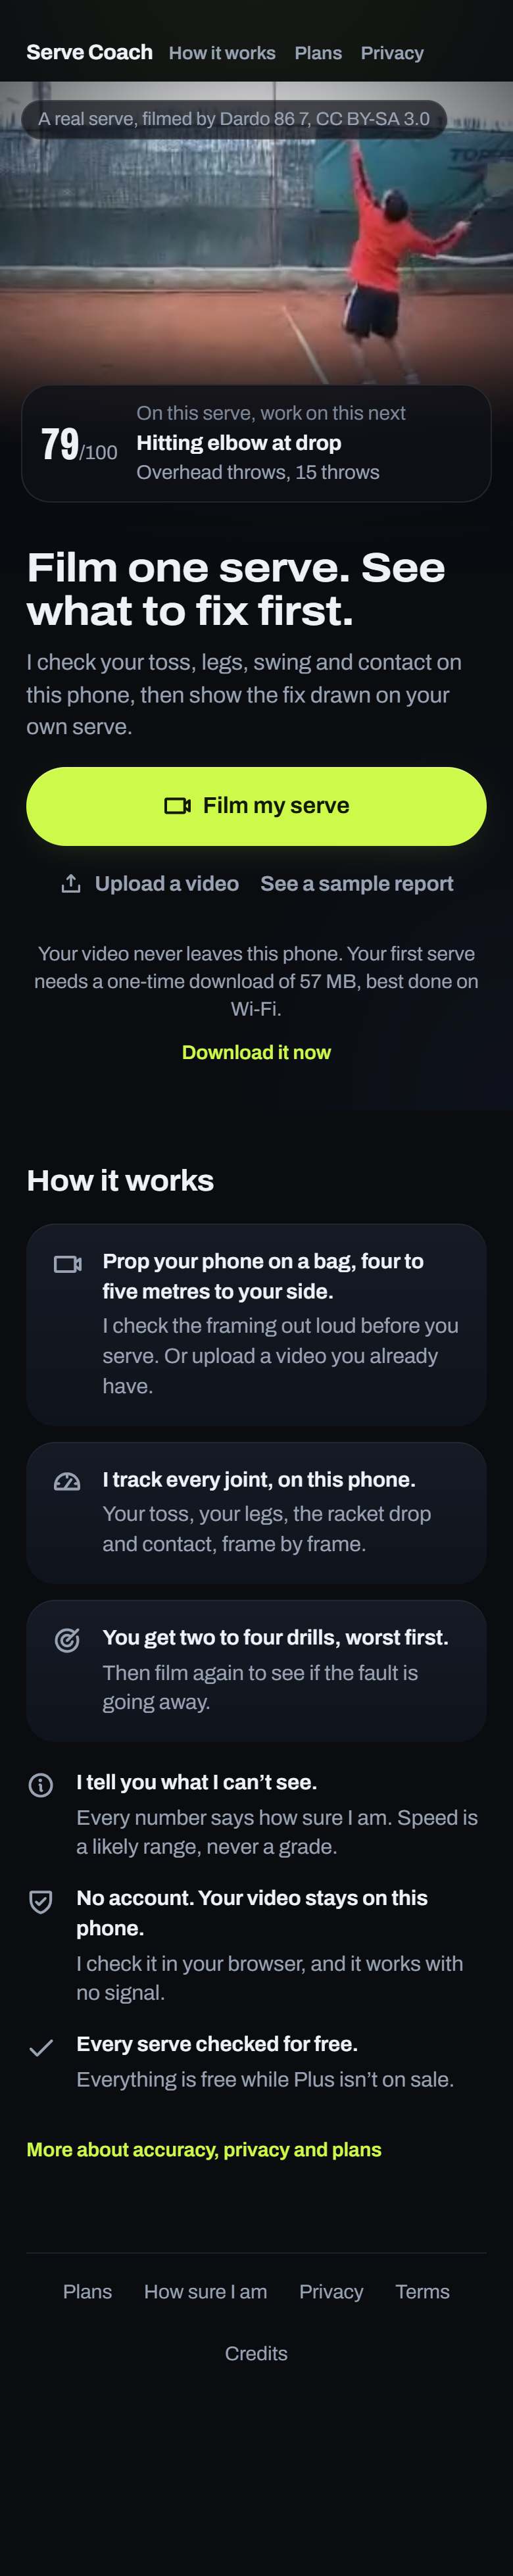 Serve Coach How it works Plans Privacy
A real serve, filmed by Dardo 86 7, CC BY-SA 3.0
On this serve, work on this next
79/100 Hitting elbow at drop
Overhead throws, 15 throws
Film one serve. See
what to fix first.
I check your toss, legs, swing and contact on
this phone, then show the fix drawn on your
own serve.
Film my serve
Upload a video See a sample report
Your video never leaves this phone. Your first serve
needs a one-time download of 57 MB, best done on
Wi-Fi.
Download it now
How it works
Prop your phone on a bag, four to
five metres to your side.
I check the framing out loud before you
serve. Or upload a video you already
have.
I track every joint, on this phone.
Your toss, your legs, the racket drop
and contact, frame by frame.
You get two to four drills, worst first.
Then film again to see if the fault is
going away.
I tell you what I can’t see.
Every number says how sure I am. Speed is
a likely range, never a grade.
No account. Your video stays on this
phone.
I check it in your browser, and it works with
no signal.
Every serve checked for free.
Everything is free while Plus isn’t on sale.
More about accuracy, privacy and plans
Plans How sure I am Privacy Terms
Credits